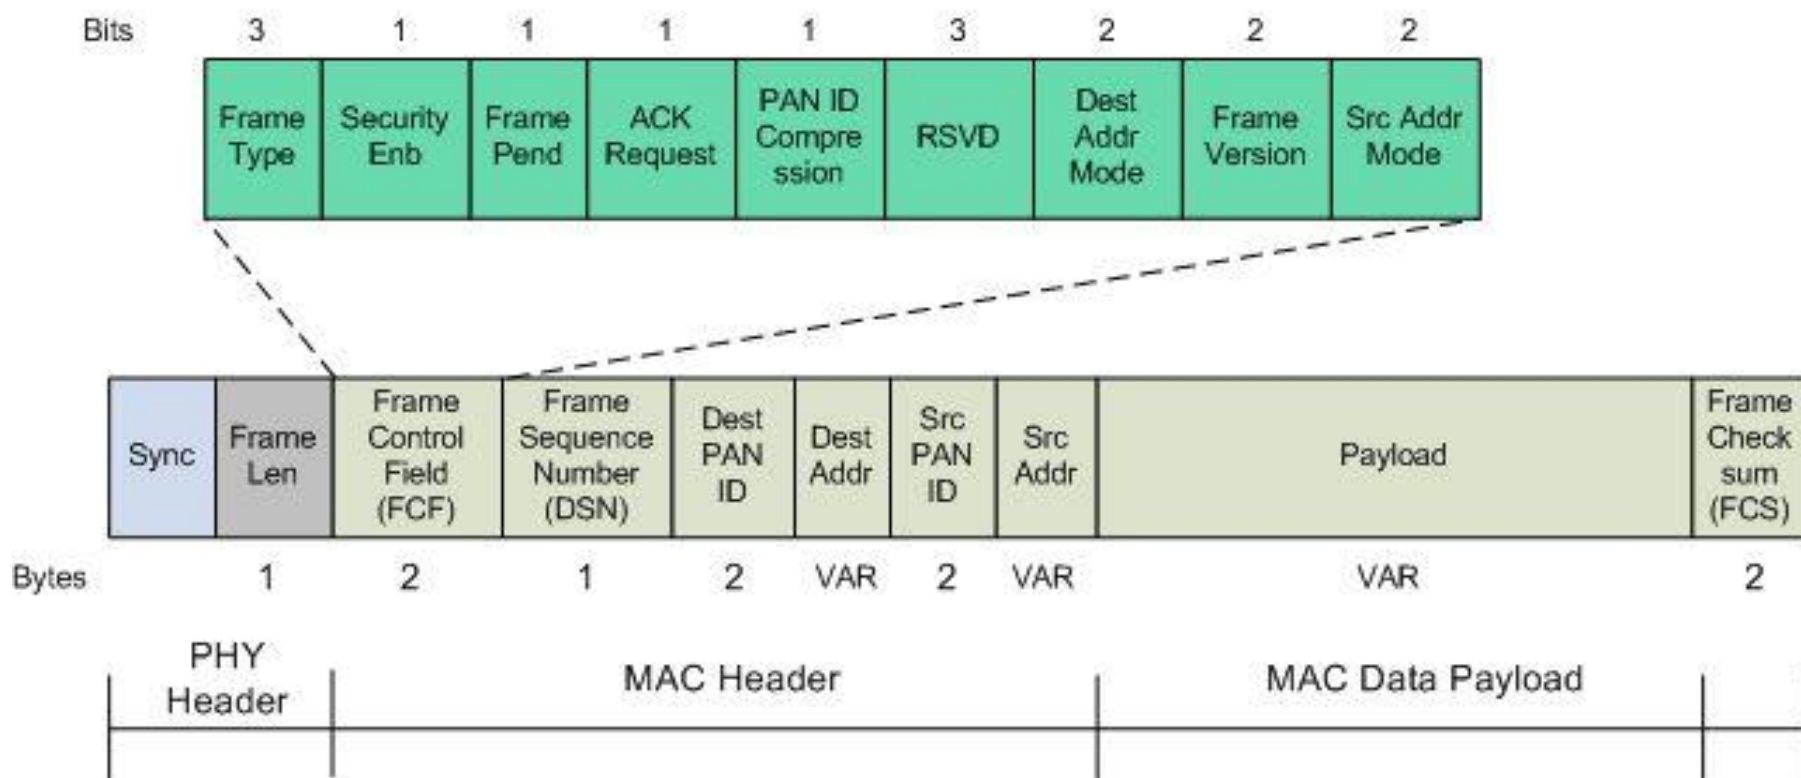 Bits 3 1 1 1 1 3 2 2 2
Frame
Type
Security
Enb
Frame
Pend
ACK
Request
PAN ID
Compre
ssion
RSVD
Dest
Addr
Mode
Frame
Version
Src Addr
Mode
Sync
Frame
Len
Frame
Control
Field
(FCF)
Frame
Sequence
Number
(DSN)
Dest
PAN
ID
Dest
Addr
Src
PAN
ID
Src
Addr
Payload
Frame
Check
sum
(FCS)
Bytes 1 2 1 2 VAR 2 VAR VAR 2
PHY
Header
MAC Header
MAC Data Payload